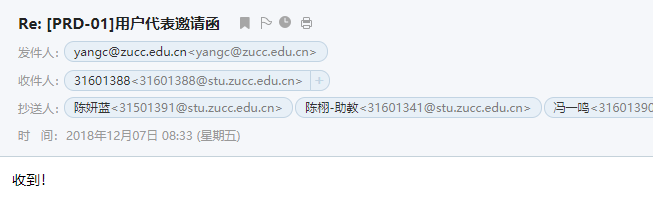 Re: [PRD-01]用户代表邀请函
发件人: yangc@zucc.edu.cn<yangc@zucc.edu.cn>
收件人: 31601388<31601388@stu.zucc.edu.cn> +
抄送人: 陈妍蓝<31501391@stu.zucc.edu.cn> 陈栩-助教<31601341@stu.zucc.edu.cn> 冯一鸣<31601390
时 间: 2018年12月07日 08:33 (星期五)
收到!